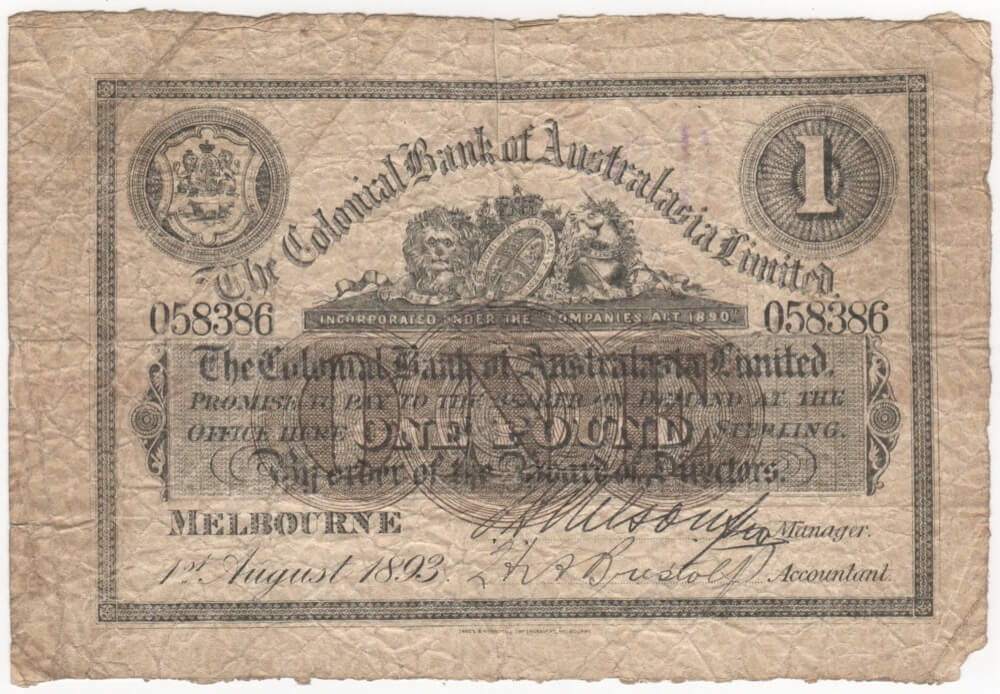 The Colonial Bank of Australasia Limited.
1
058386 058386
INCORPORATED UNDER THE "COMPANIES ACT 1890"
The Colonial Bank of Australasia Limited.
PROMISE TO PAY TO THE BEARER ON DEMAND AT THE
OFFICE HERE ONE POUND STERLING.
ONE
By order of the Board of Directors.
MELBOURNE
Manager.
1st August 1893. Accountant.